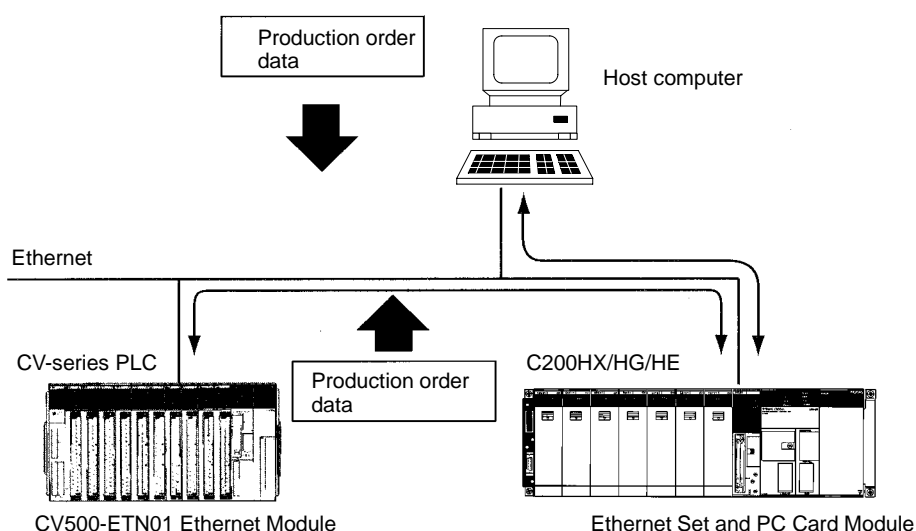 Production order
data
Host computer
Ethernet
CV-series PLC
Production order
data
C200HX/HG/HE
CV500-ETN01 Ethernet Module
Ethernet Set and PC Card Module